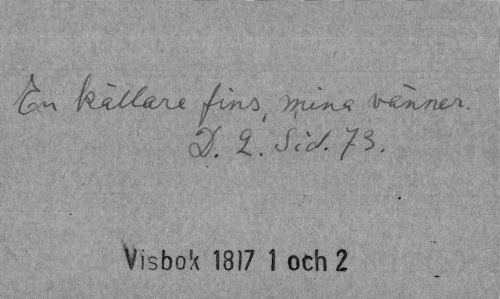 En källare fins, mina vänner.
D. 2. Sid. 73.
Visbok 1817 1 och 2